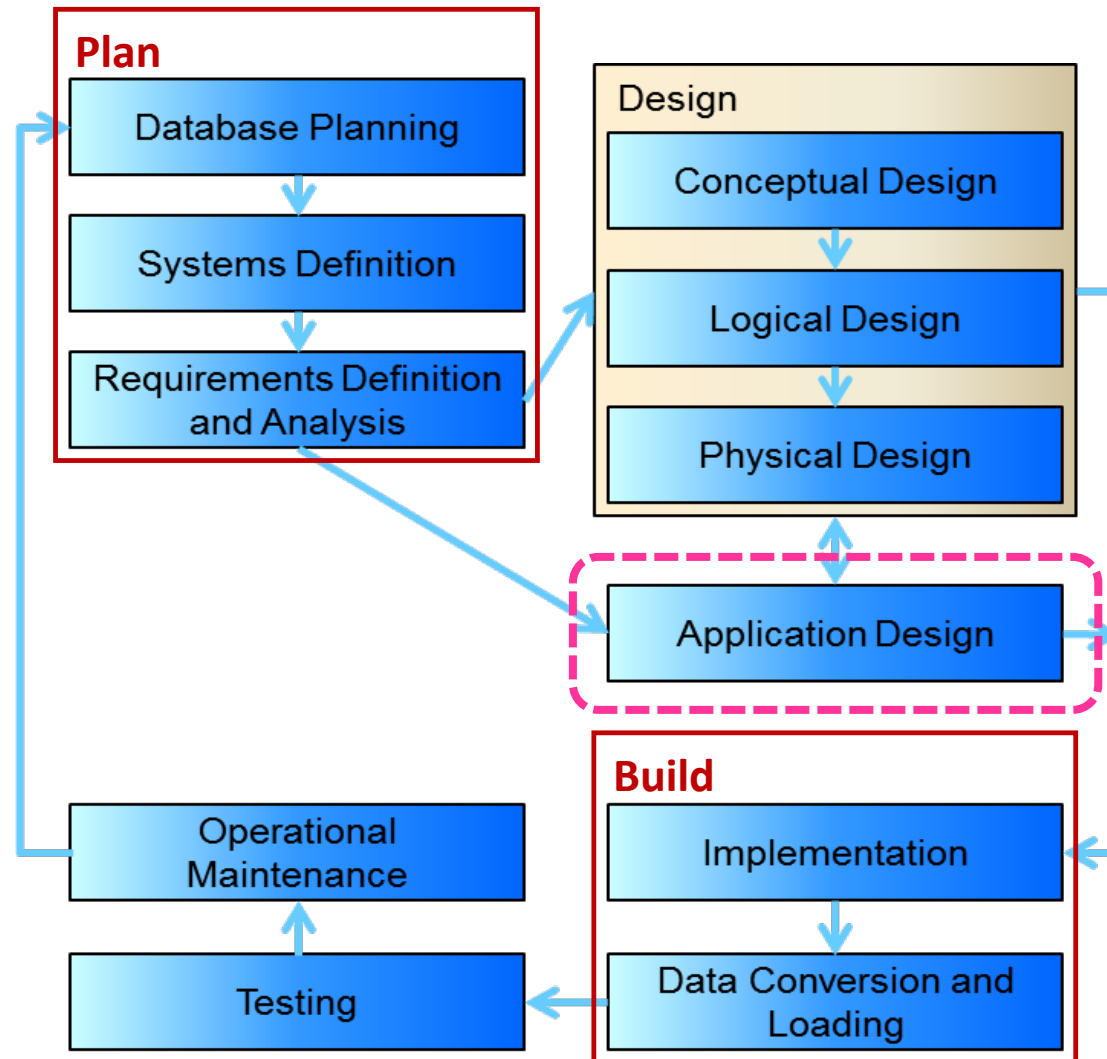 Plan
Database Planning
Systems Definition
Requirements Definition
and Analysis
Design
Conceptual Design
Logical Design
Physical Design
Application Design
Build
Implementation
Data Conversion and
Loading
Operational
Maintenance
Testing